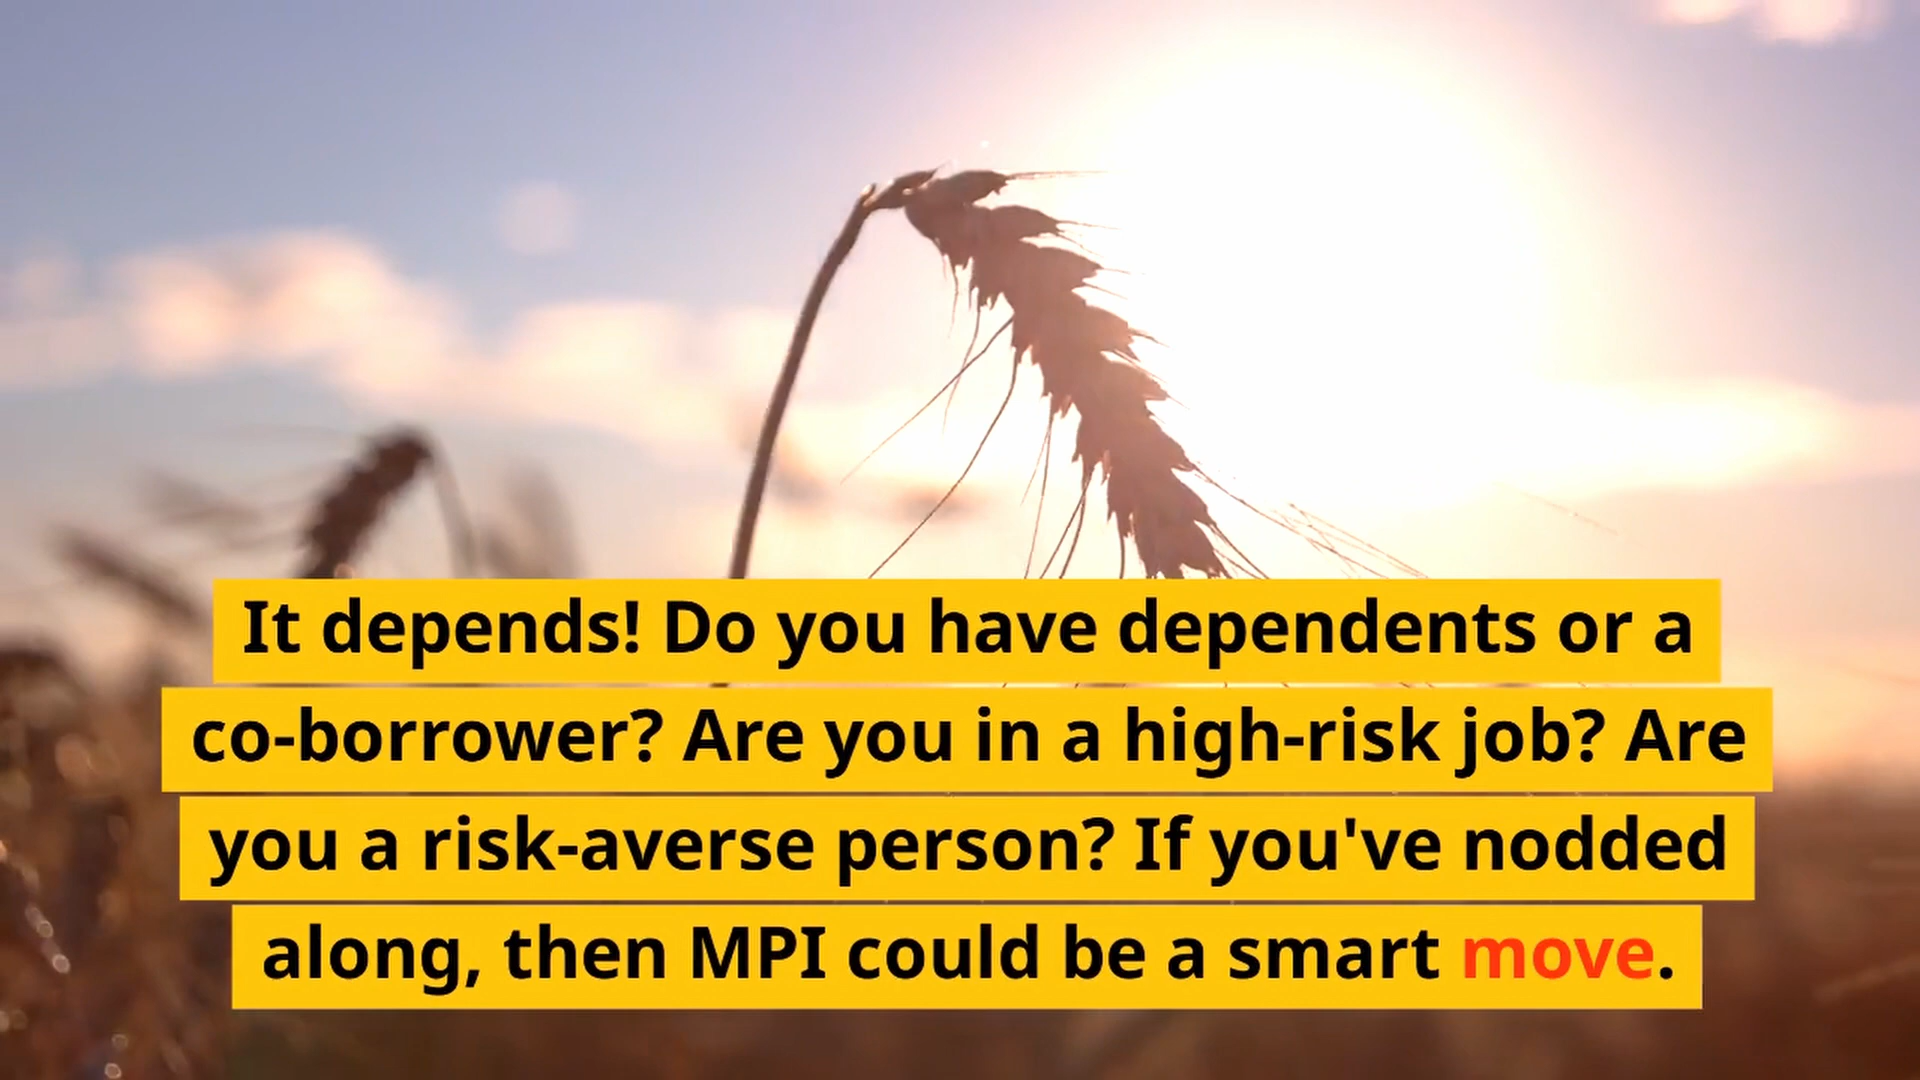 It depends! Do you have dependents or a
co-borrower? Are you in a high-risk job? Are
you a risk-averse person? If you've nodded
along, then MPI could be a smart move.